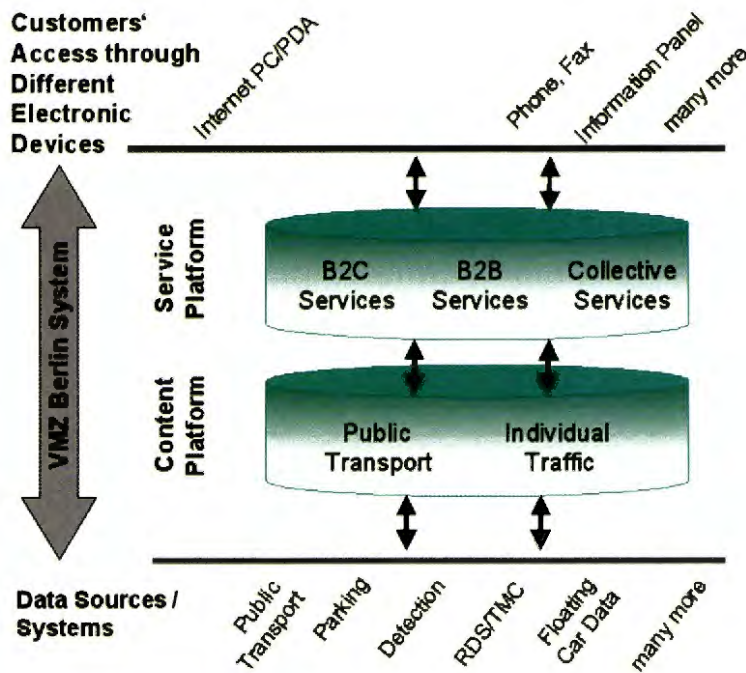 Customers‘
Access through
Different
Electronic
Devices
Internet PC/PDA
Phone, Fax
Information Panel
many more
VMZ Berlin System
Service
Platform
B2C
Services
B2B
Services
Collective
Services
Content
Platform
Public
Transport
Individual
Traffic
Data Sources /
Systems
Public
Transport
Parking
Detection
RDS/TMC
Floating
Car Data
many more